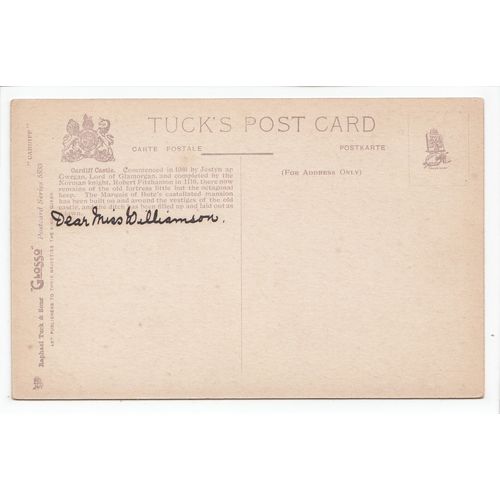 TUCK'S POST CARD
CARTE POSTALE
POSTKARTE
(FOR ADDRESS ONLY)
Cardiff Castle. Commenced in 1080 by Jestyn ap
Gwrgan, Lord of Glamorgan, and completed by the
Norman knight, Robert Fitzhamon in 1110, there now
remains of the old fortress little but the octagonal
keep. The Marquis of Bute's castellated mansion
has been built on and around the vestiges of the old
castle, and the ditch has been filled up and laid out as
Dear Miss Williamson.
"CARDIFF"
Raphael Tuck & Sons' "GLOSSO" Postcard Series
ART PUBLISHERS TO THEIR MAJESTIES THE KING &